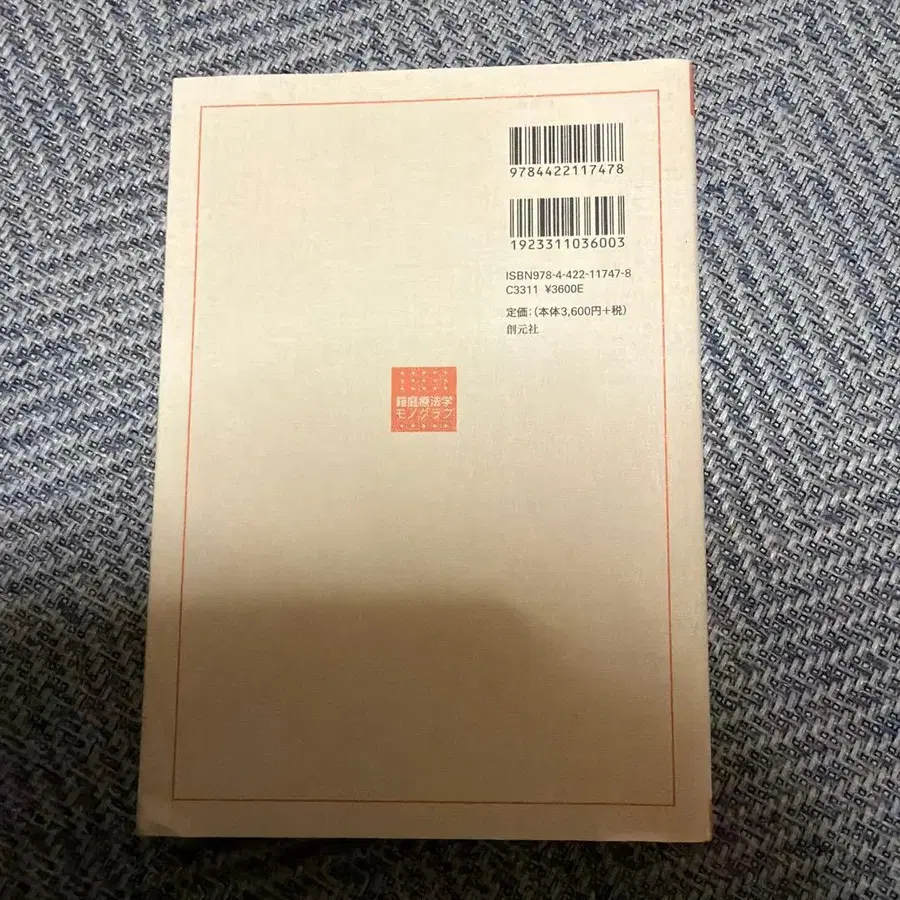 9784422117478
1923311036003
ISBN978-4-422-11747-8
C3311 ¥3600E
定価:(本体3,600円+税)
創元社
箱庭療法学
モノグラフ